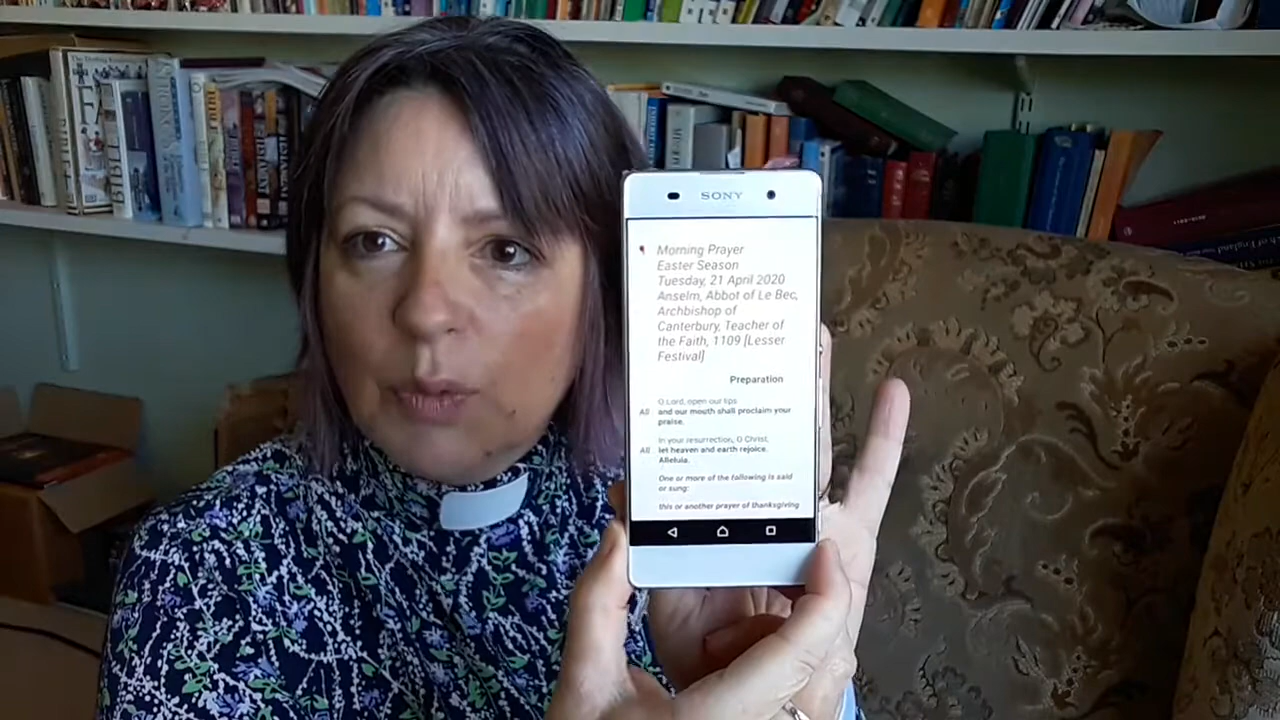 SONY
Morning Prayer
Easter Season
Tuesday, 21 April 2020
Anselm, Abbot of Le Bec,
Archbishop of
Canterbury, Teacher of
the Faith, 1109 [Lesser
Festival]
Preparation
O Lord, open our lips
All and our mouth shall proclaim your
praise.
In your resurrection, O Christ,
All let heaven and earth rejoice.
Alleluia.
One or more of the following is said
or sung:
this or another prayer of thanksgiving
BIBLE